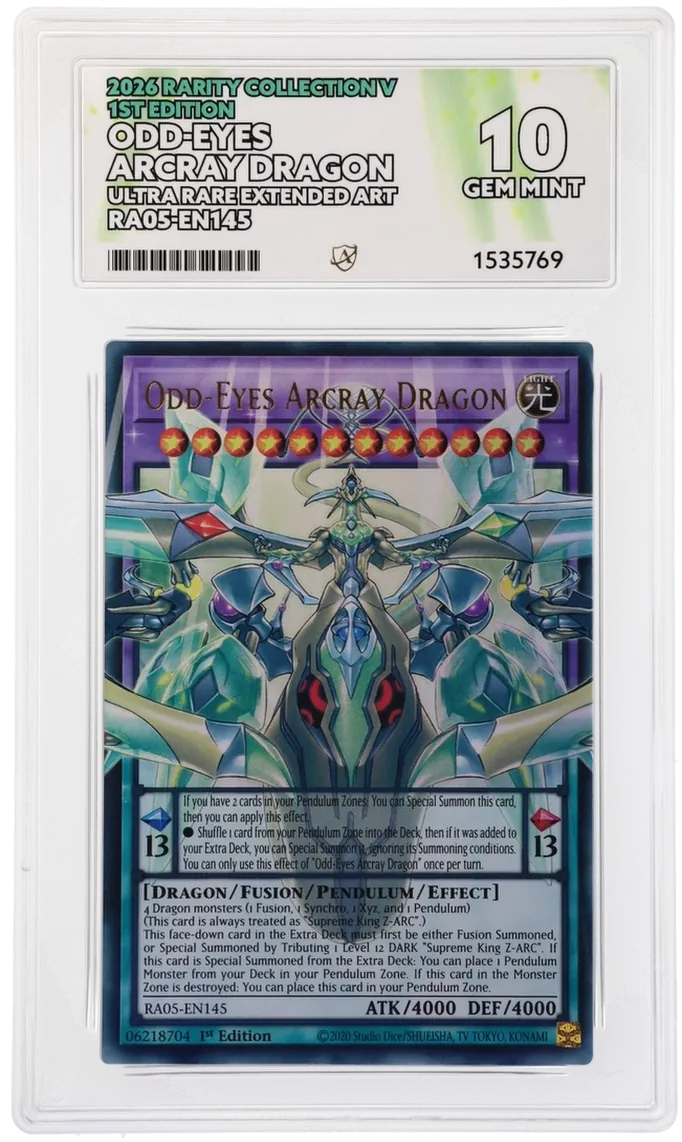 2026 RARITY COLLECTION V
1ST EDITION
ODD-EYES
ARCRAY DRAGON
ULTRA RARE EXTENDED ART
RA05-EN145
10
GEM MINT
1535769
ODD-EYES ARCRAY DRAGON
LIGHT
光
13
If you have 2 cards in your Pendulum Zones: You can Special Summon this card,
then you can apply this effect.
● Shuffle 1 card from your Pendulum Zone into the Deck, then if it was added to
your Extra Deck, you can Special Summon it, ignoring its Summoning conditions.
You can only use this effect of "Odd-Eyes Arcray Dragon" once per turn.
13
[DRAGON/FUSION/PENDULUM/EFFECT]
4 Dragon monsters (1 Fusion, 1 Synchro, 1 Xyz, and 1 Pendulum)
(This card is always treated as "Supreme King Z-ARC".)
This face-down card in the Extra Deck must first be either Fusion Summoned,
or Special Summoned by Tributing 1 Level 12 DARK "Supreme King Z-ARC". If
this card is Special Summoned from the Extra Deck: You can place 1 Pendulum
Monster from your Deck in your Pendulum Zone. If this card in the Monster
Zone is destroyed: You can place this card in your Pendulum Zone.
RA05-EN145 ATK/4000 DEF/4000
06218704 1st Edition ©2020 Studio Dice/SHUEISHA, TV TOKYO, KONAMI